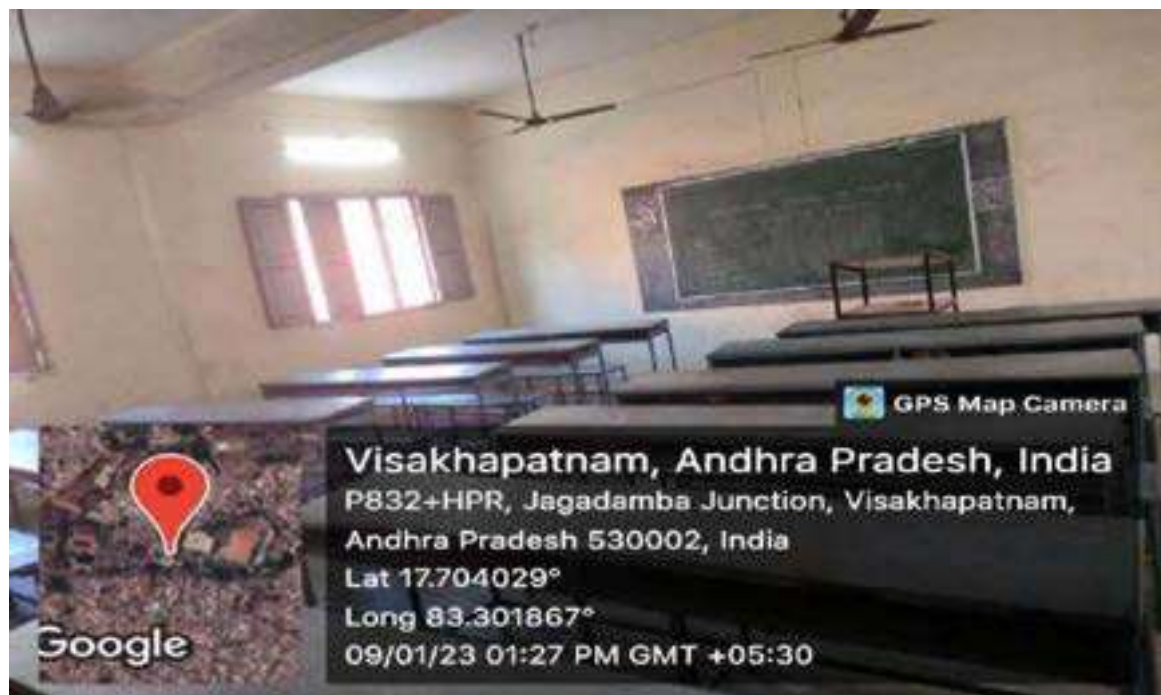 GPS Map Camera
Visakhapatnam, Andhra Pradesh, India
P832+HPR, Jagadamba Junction, Visakhapatnam,
Andhra Pradesh 530002, India
Lat 17.704029°
Long 83.301867°
09/01/23 01:27 PM GMT +05:30
Google